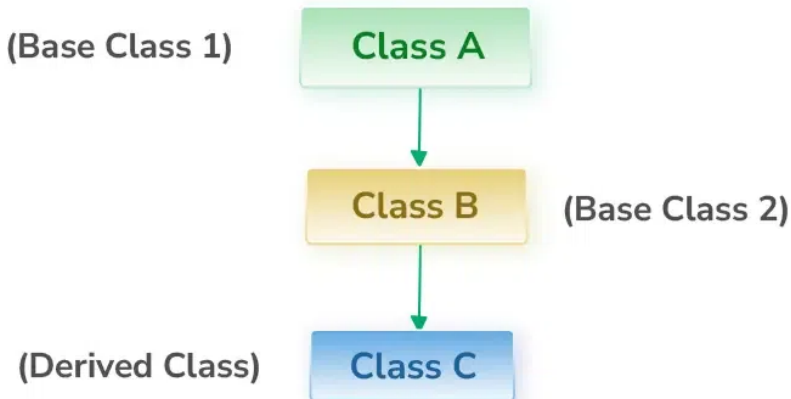 (Base Class 1) Class A
Class B (Base Class 2)
(Derived Class) Class C